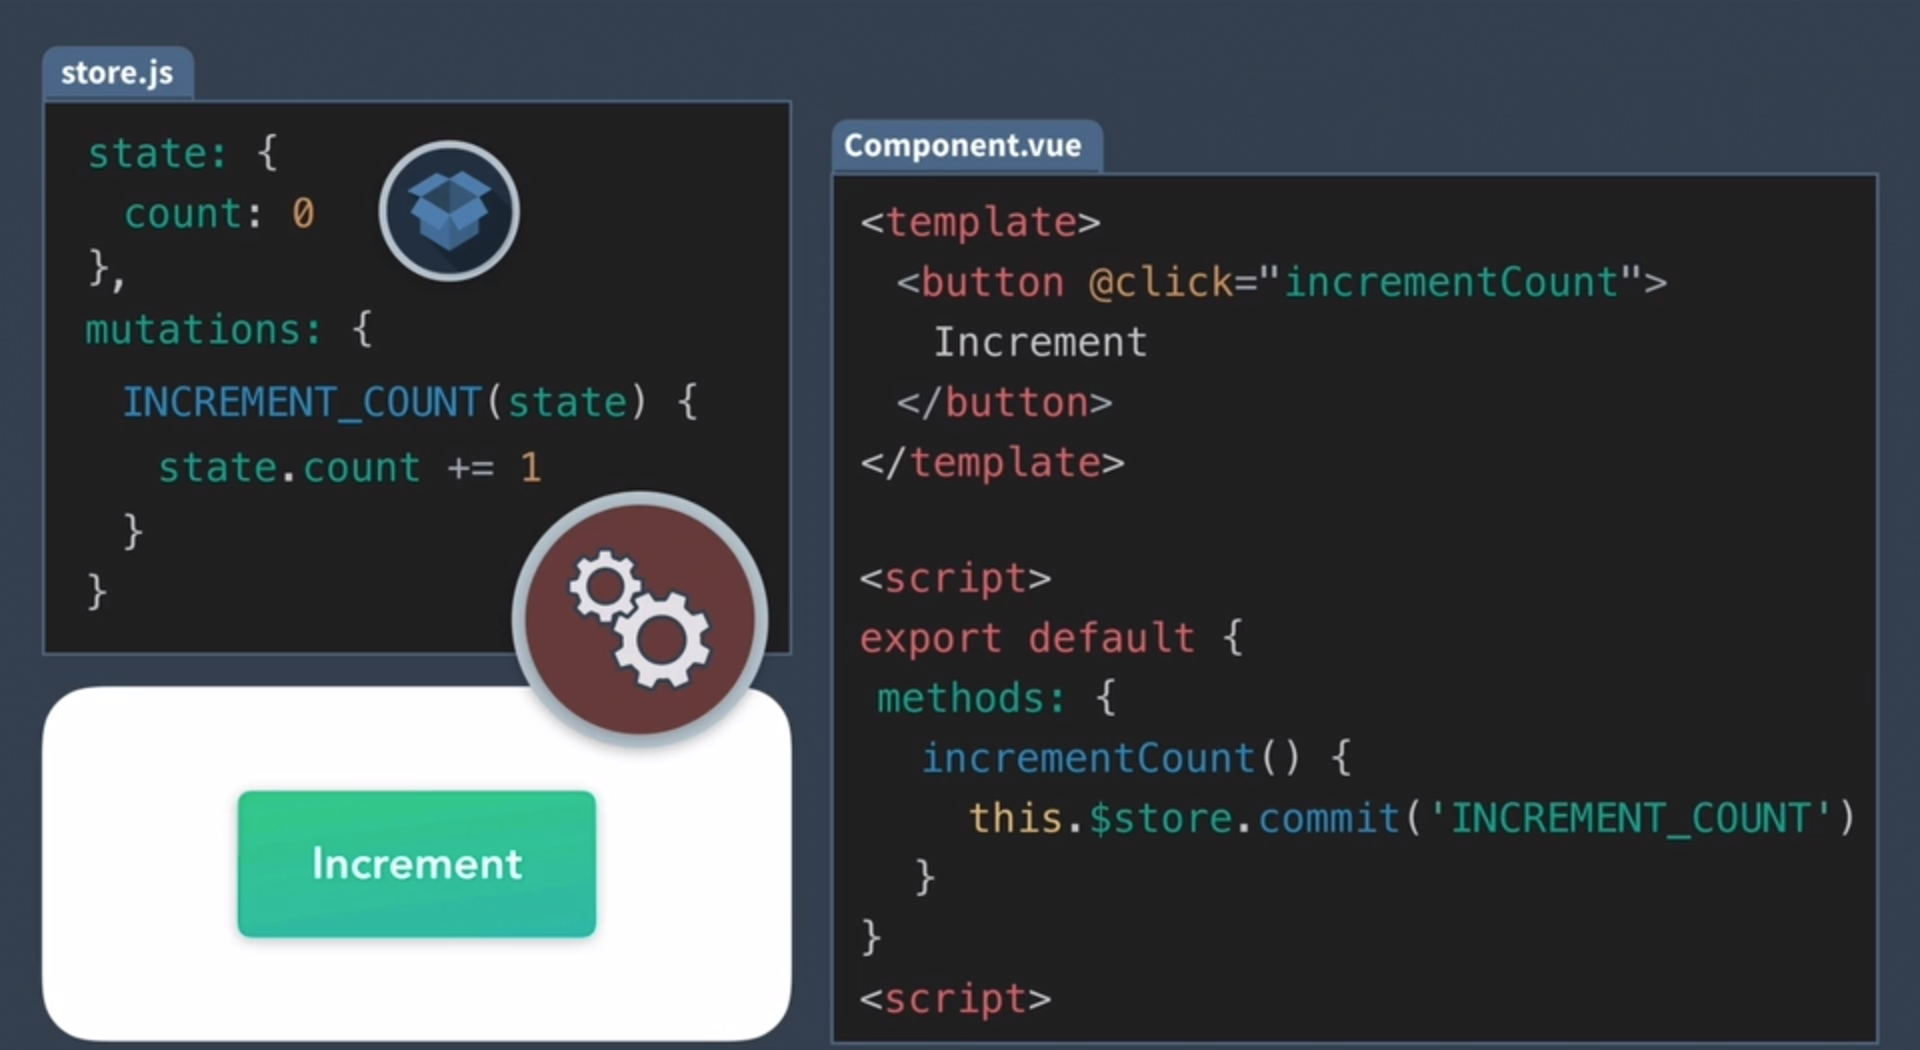 store.js
state: {
count: 0
},
mutations: {
INCREMENT_COUNT(state) {
state.count += 1
}
}
Increment
Component.vue
<template>
<button @click="incrementCount">
Increment
</button>
</template>
<script>
export default {
methods: {
incrementCount() {
this.$store.commit('INCREMENT_COUNT')
}
}
<script>